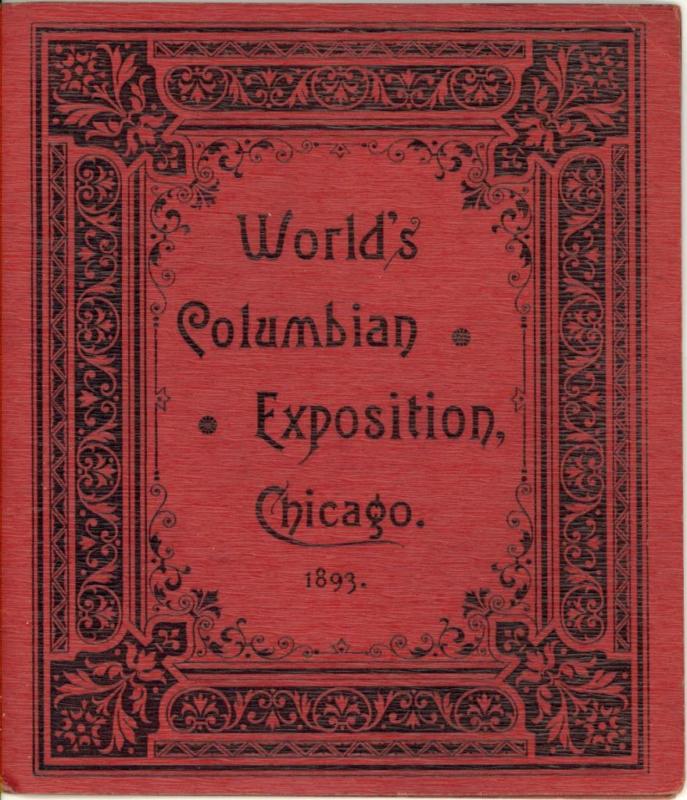 World's
Columbian
Exposition,
Chicago.
1893.